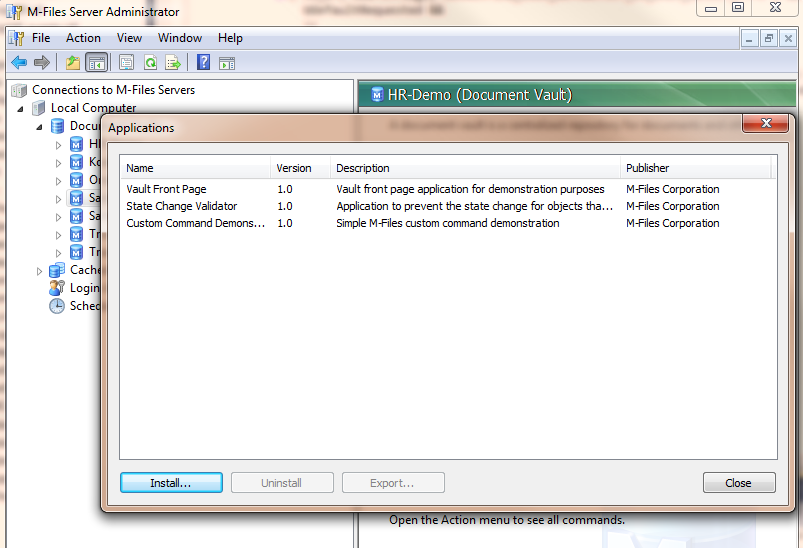 M-Files Server Administrator
File Action View Window Help
Connections to M-Files Servers
HR-Demo (Document Vault)
Local Computer
Applications
Name Version Description Publisher
Vault Front Page 1.0 Vault front page application for demonstration purposes M-Files Corporation
State Change Validator 1.0 Application to prevent the state change for objects tha... M-Files Corporation
Custom Command Demons... 1.0 Simple M-Files custom command demonstration M-Files Corporation
Docu
H
Ko
O
Sa
Sa
Tr
Tr
Cache
Login
Sched
Install... Uninstall Export... Close
Open the Action menu to see all commands.